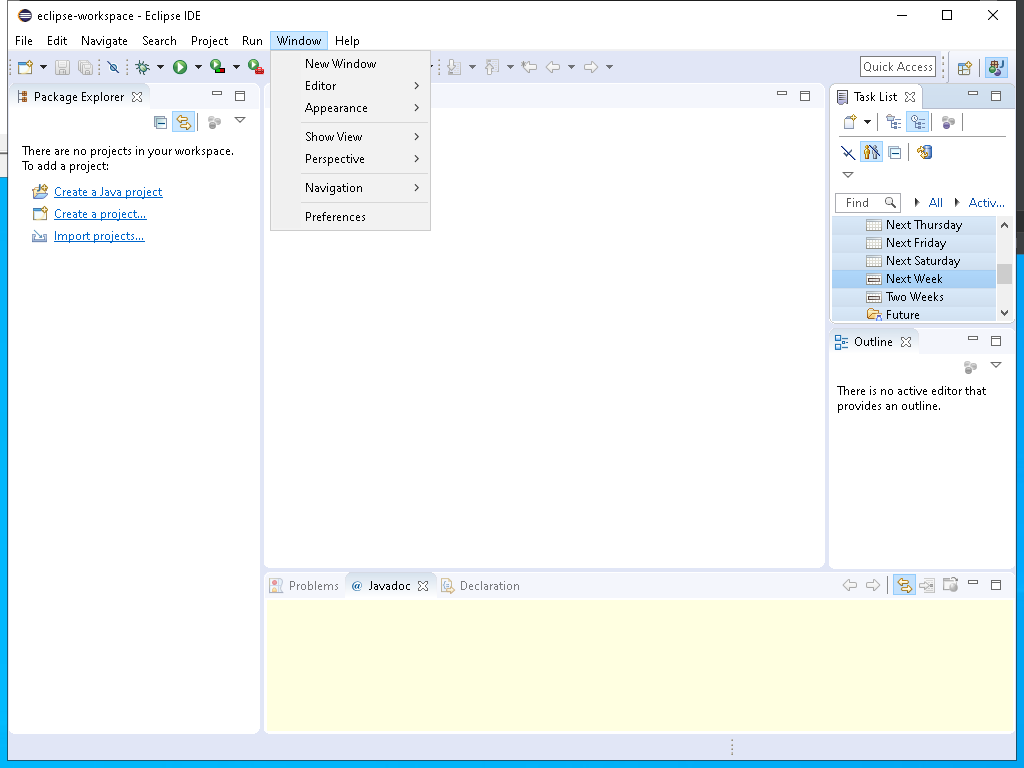 eclipse-workspace - Eclipse IDE
File Edit Navigate Search Project Run Window Help
Quick Access
New Window
Editor
Appearance
Show View
Perspective
Navigation
Preferences
Package Explorer
There are no projects in your workspace.
To add a project:
Create a Java project
Create a project...
Import projects...
Task List
Find All Activ...
Next Thursday
Next Friday
Next Saturday
Next Week
Two Weeks
Future
Outline
There is no active editor that
provides an outline.
Problems @ Javadoc Declaration